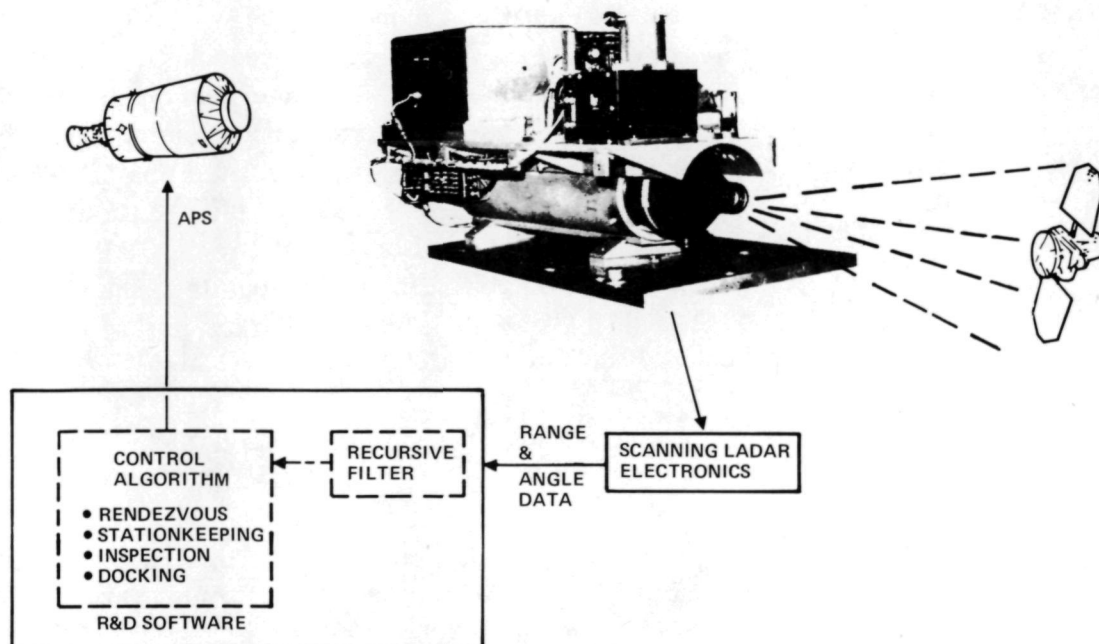 APS
CONTROL
ALGORITHM
• RENDEZVOUS
• STATIONKEEPING
• INSPECTION
• DOCKING
R&D SOFTWARE
RECURSIVE
FILTER
RANGE
&
ANGLE
DATA
SCANNING LADAR
ELECTRONICS